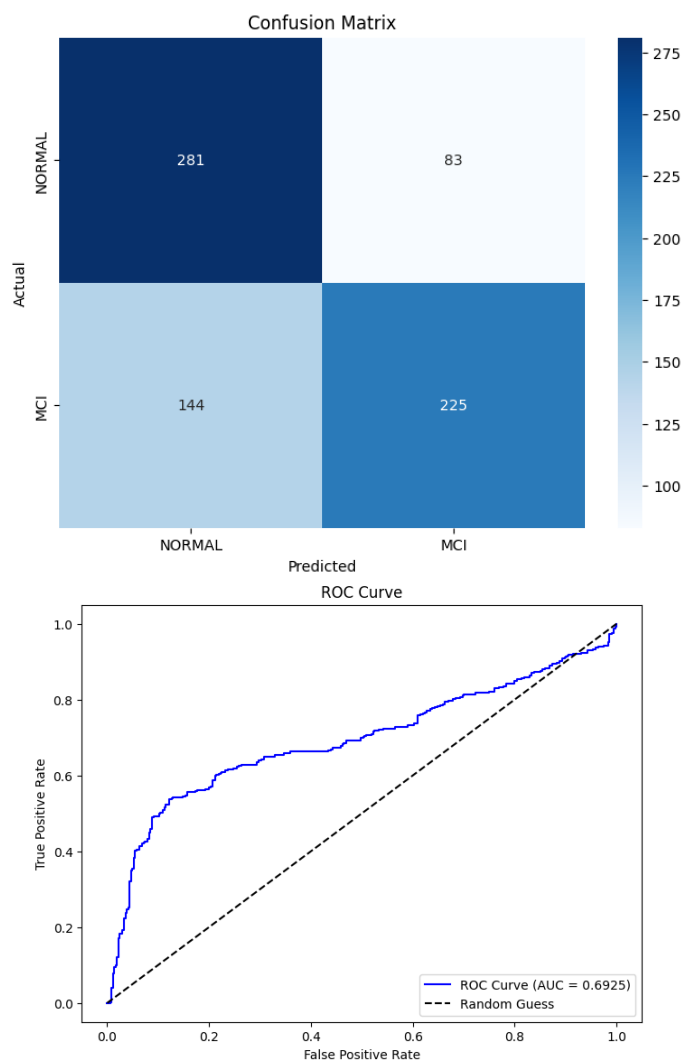 Confusion Matrix
NORMAL
MCI
Actual
281
83
144
225
NORMAL
MCI
Predicted
275
250
225
200
175
150
125
100
ROC Curve
True Positive Rate
1.0
0.8
0.6
0.4
0.2
0.0
ROC Curve (AUC = 0.6925)
Random Guess
0.0
0.2
0.4
0.6
0.8
1.0
False Positive Rate